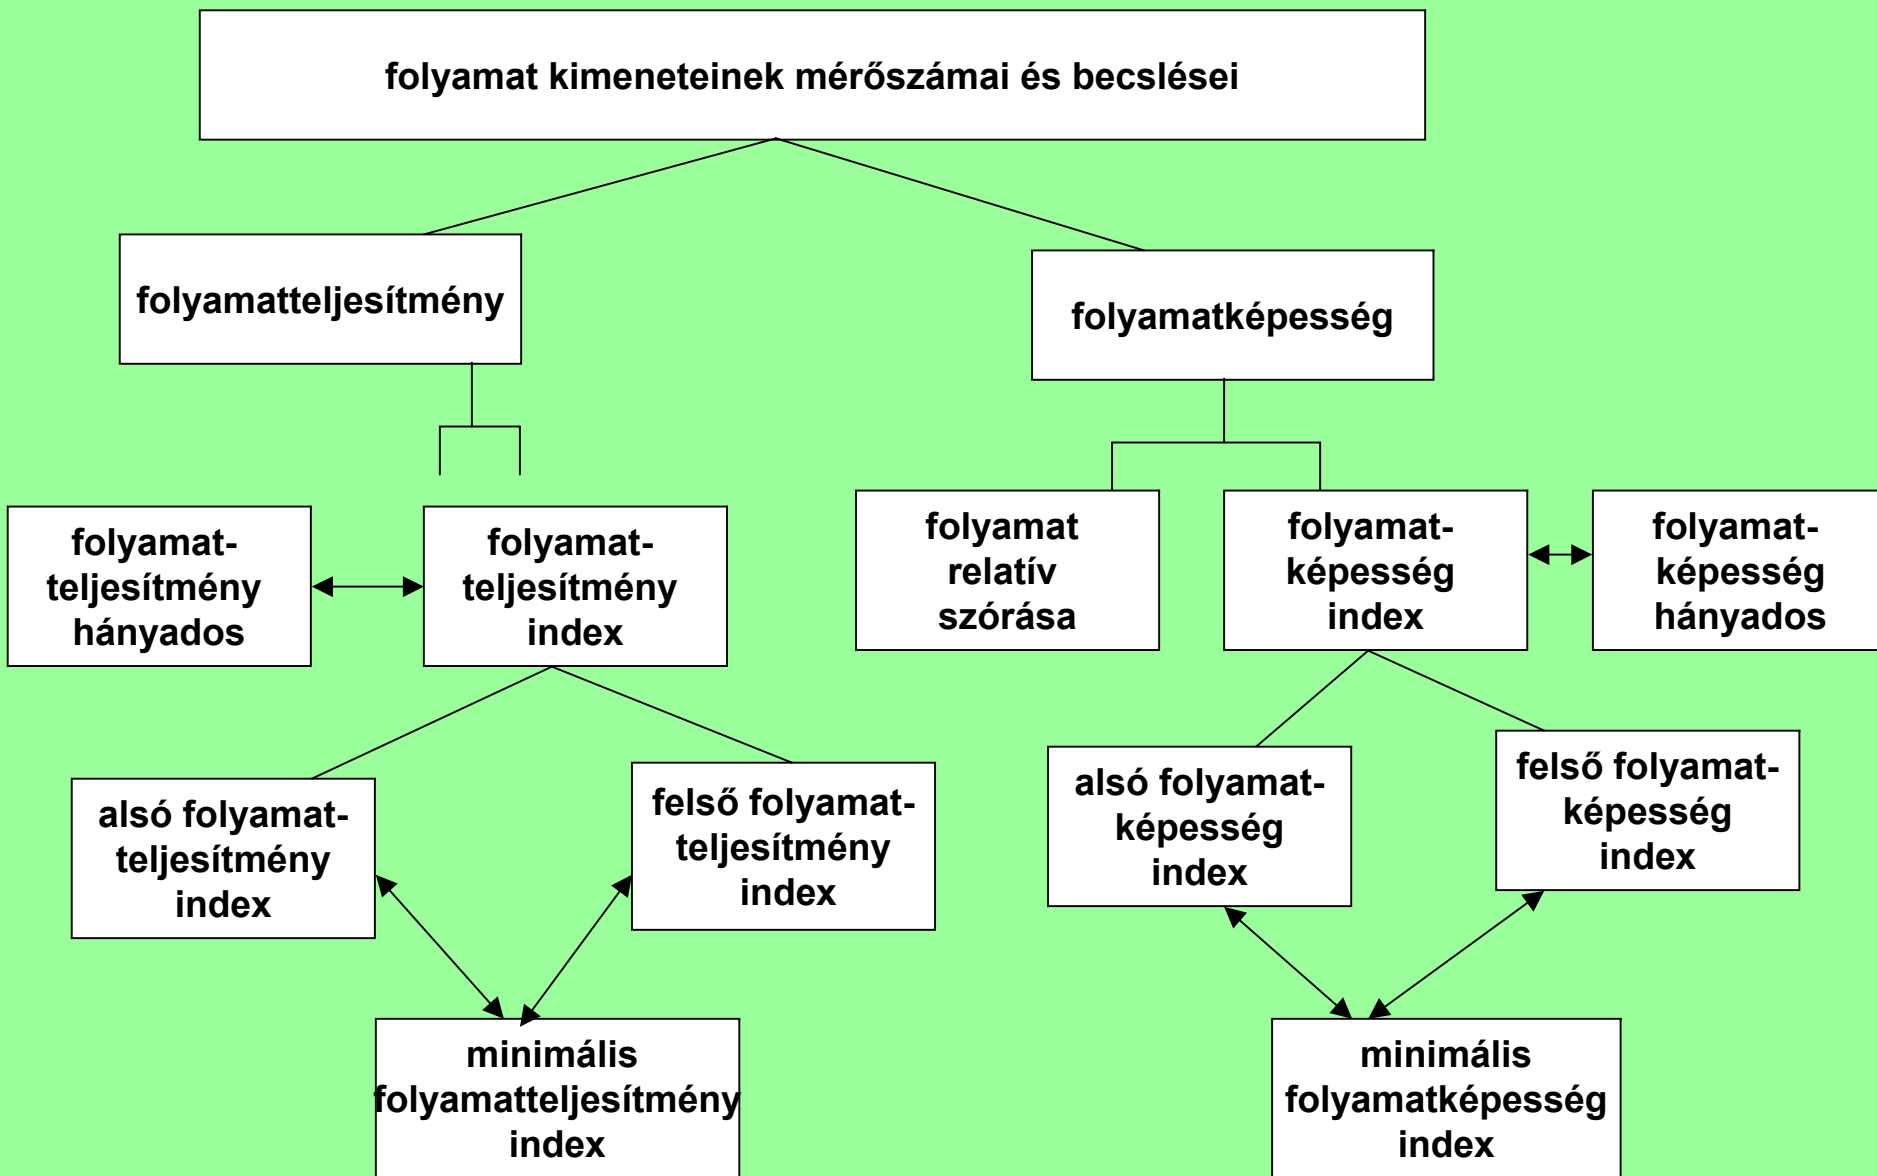 folyamat kimeneteinek mérőszámai és becslései
folyamatteljesítmény
folyamatképesség
folyamat-
teljesítmény
hányados
folyamat-
teljesítmény
index
folyamat
relatív
szórása
folyamat-
képesség
index
folyamat-
képesség
hányados
alsó folyamat-
teljesítmény
index
felső folyamat-
teljesítmény
index
alsó folyamat-
képesség
index
felső folyamat-
képesség
index
minimális
folyamatteljesítmény
index
minimális
folyamatképesség
index